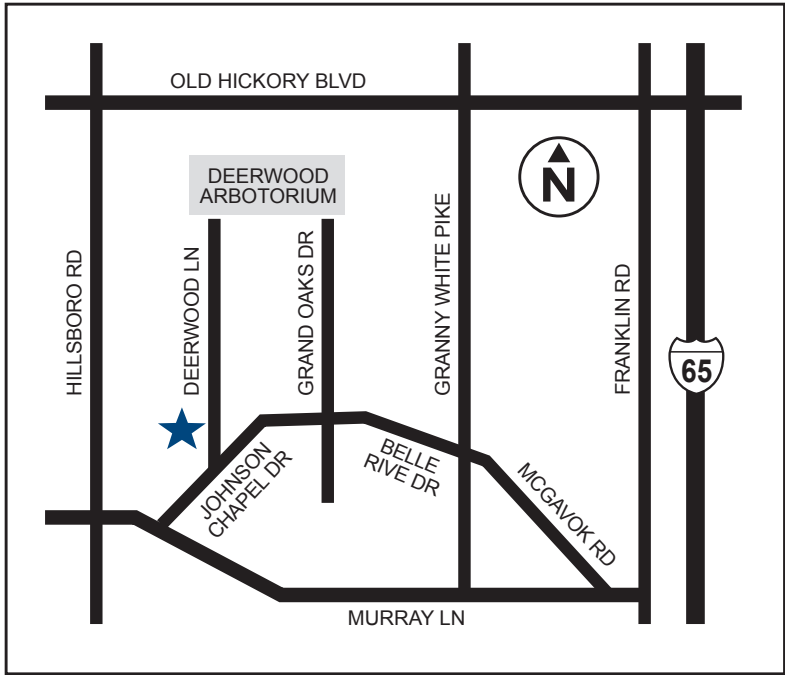 OLD HICKORY BLVD
DEERWOOD
ARBOTORIUM
N
HILLSBORO RD
DEERWOOD LN
GRAND OAKS DR
GRANNY WHITE PIKE
FRANKLIN RD
65
JOHNSON
CHAPEL DR
BELLE
RIVE DR
MCGAVOK RD
MURRAY LN